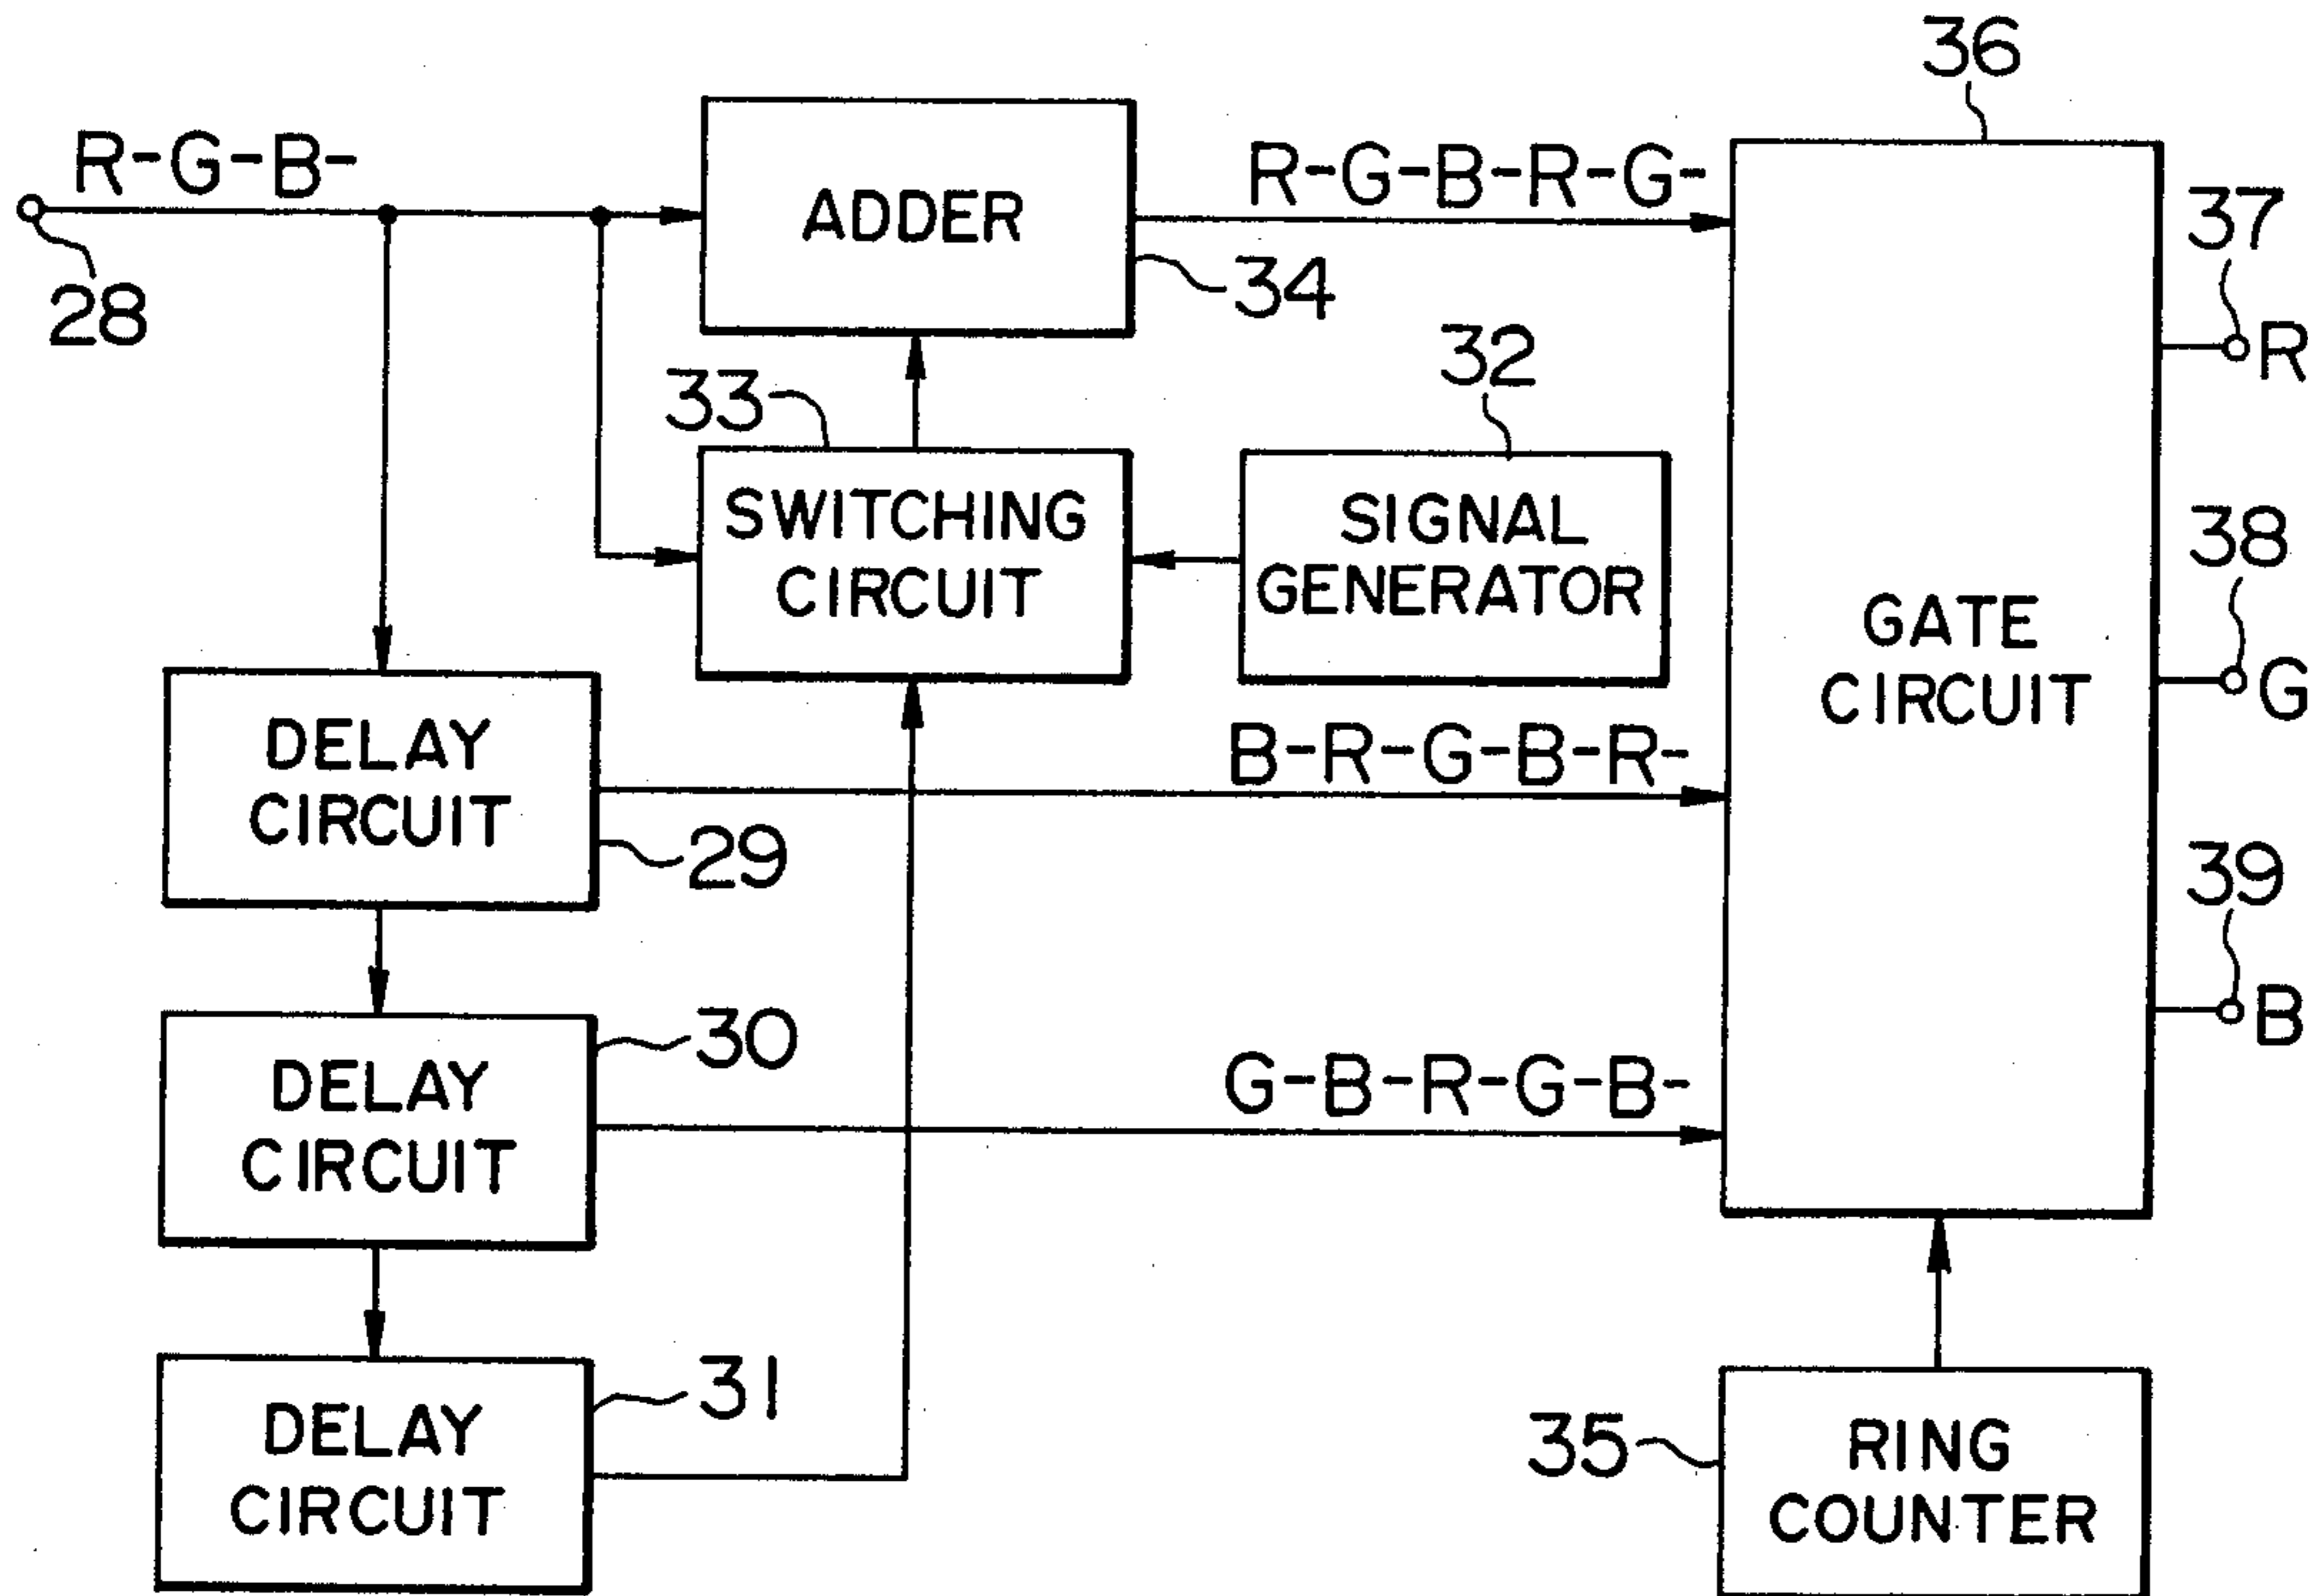 36
R-G-B-
ADDER
R-G-B-R-G-
37
28
34
R
33
32
SWITCHING
CIRCUIT
SIGNAL
GENERATOR
38
GATE
CIRCUIT
G
DELAY
CIRCUIT
B-R-G-B-R-
29
39
B
30
DELAY
CIRCUIT
G-B-R-G-B-
31
DELAY
CIRCUIT
35
RING
COUNTER